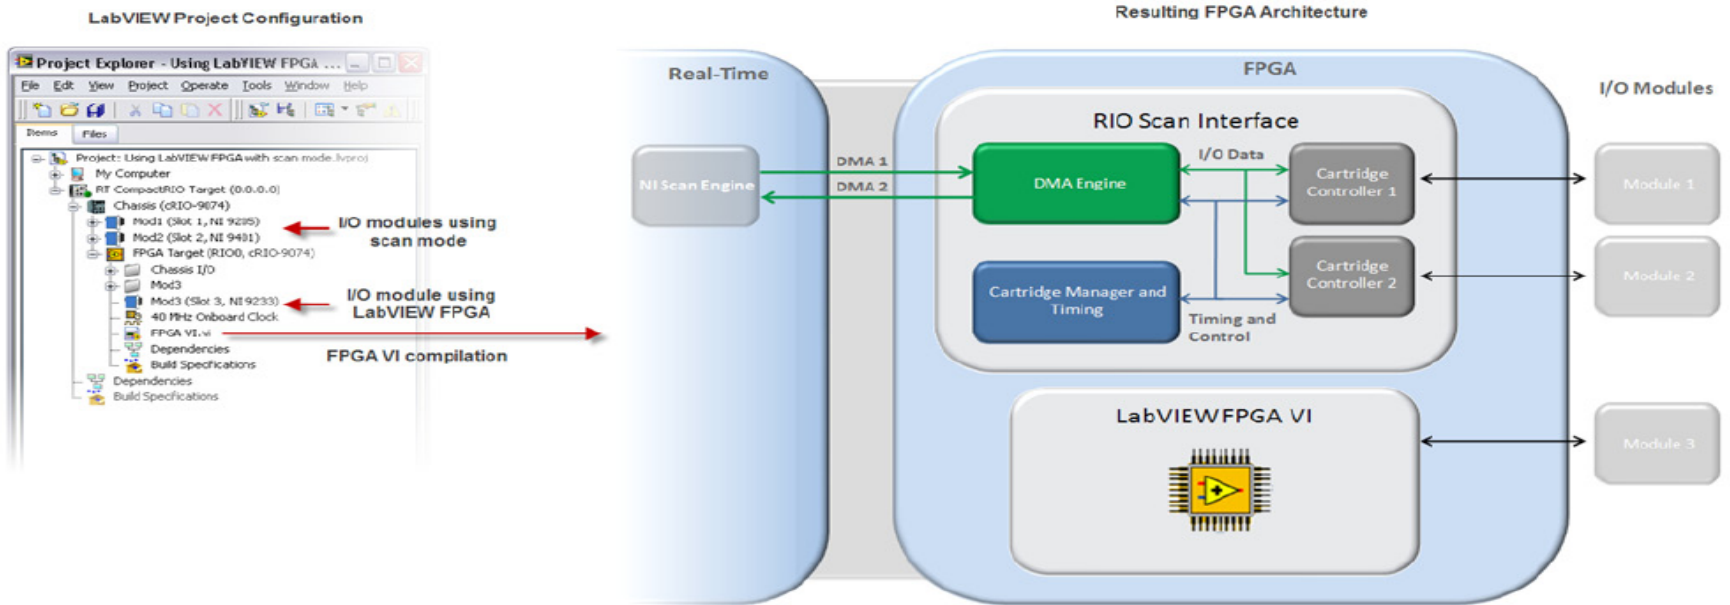 LabVIEW Project Configuration
Project Explorer - Using LabVIEW FPGA ...
File Edit View Project Operate Tools Window Help
Items Files
Project: Using LabVIEW FPGA with scan mode.lvproj
My Computer
RT CompactRIO Target (0.0.0.0)
Chassis (cRIO-9074)
Mod1 (Slot 1, NI 9205)
Mod2 (Slot 2, NI 9401)
FPGA Target (RIO0, cRIO-9074)
Chassis I/O
Mod3
Mod3 (Slot 3, NI 9233)
40 MHz Onboard Clock
FPGA VI.vi
Dependencies
Build Specifications
Dependencies
Build Specifications
I/O modules using
scan mode
I/O module using
LabVIEW FPGA
FPGA VI compilation
Resulting FPGA Architecture
Real-Time
NI Scan Engine
DMA 1
DMA 2
FPGA
RIO Scan Interface
DMA Engine
I/O Data
Cartridge
Controller 1
Cartridge
Controller 2
Cartridge Manager and
Timing
Timing and
Control
LabVIEW FPGA VI
I/O Modules
Module 1
Module 2
Module 3